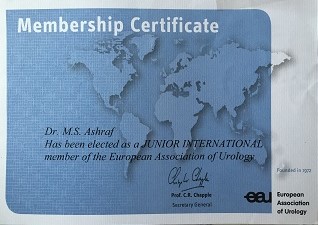 Membership Certificate
Dr. M.S. Ashraf
Has been elected as a JUNIOR INTERNATIONAL
member of the European Association of Urology
Prof. C.R. Chapple
Secretary General
Founded in 1972
eau
European
Association
of Urology